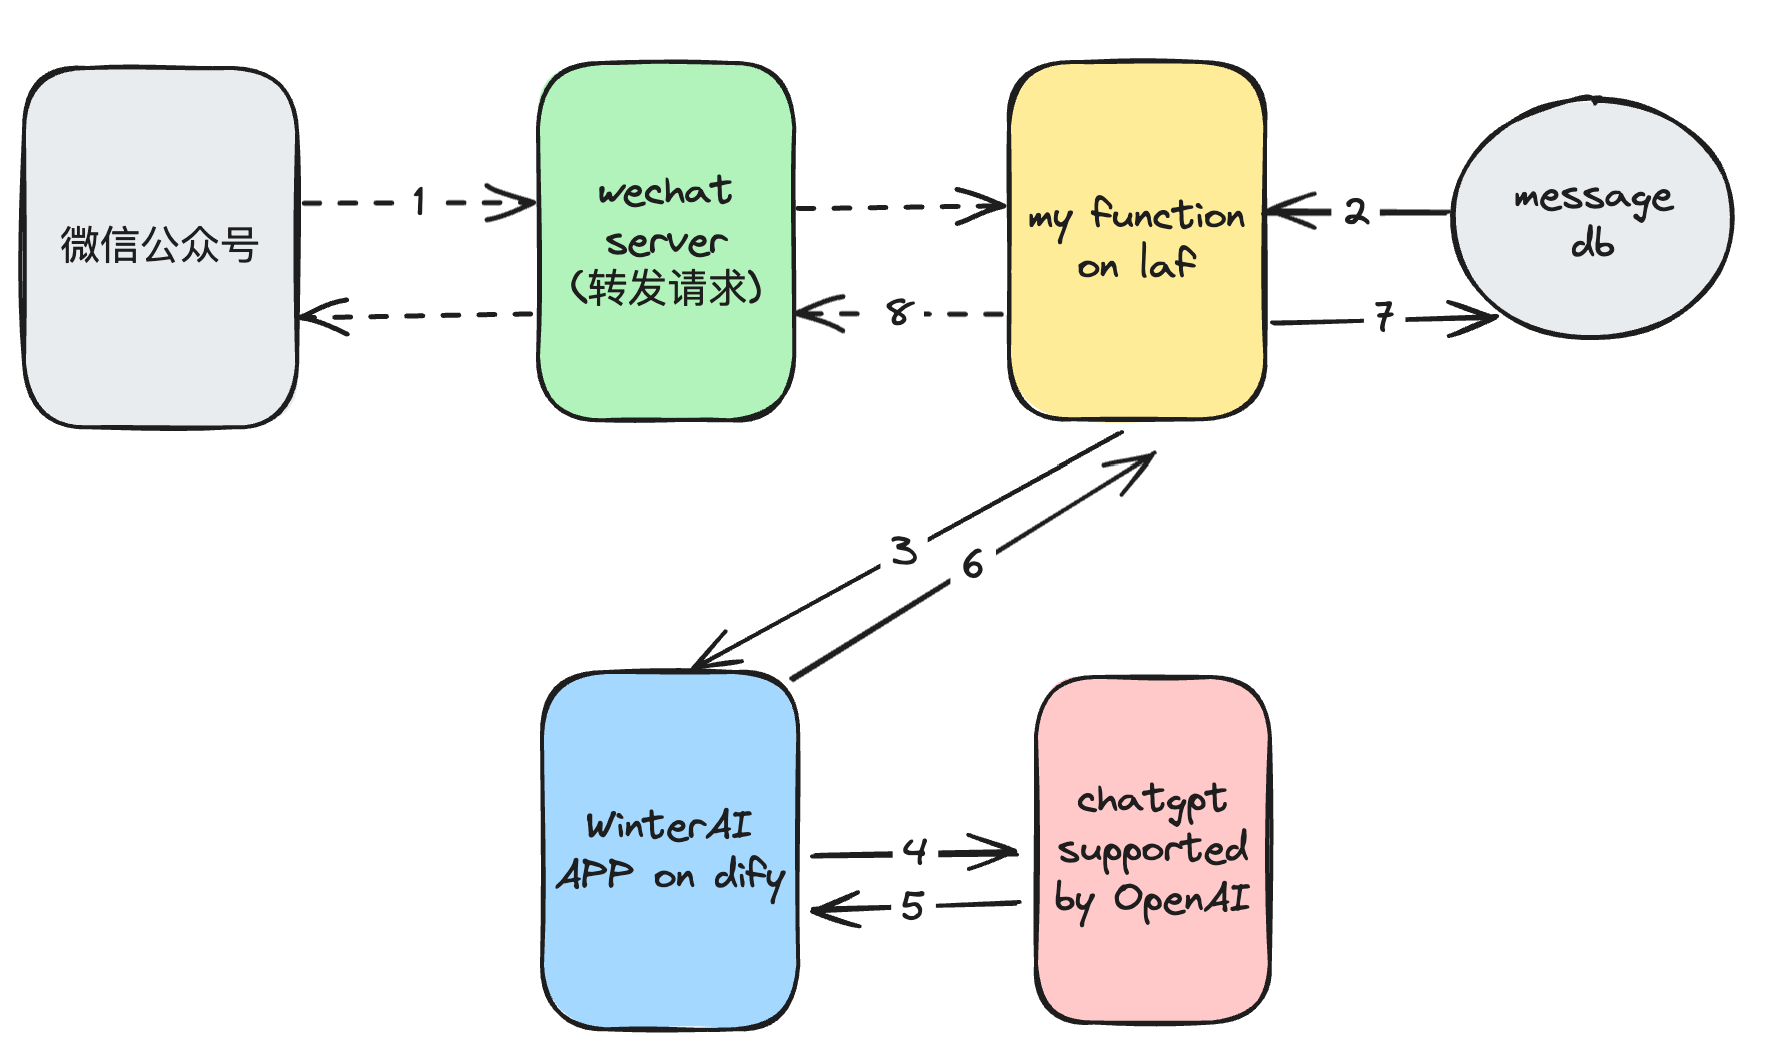 微信公众号
1
wechat
server
(转发请求)
8
my function
on laf
2
7
message
db
3
6
WinterAI
APP on dify
4
5
chatgpt
supported
by OpenAI